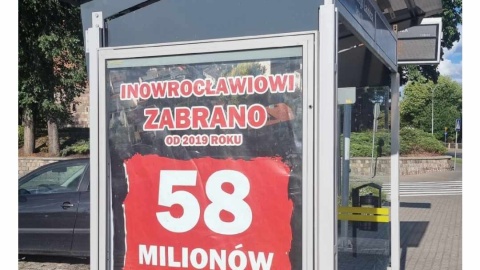 INOWROCŁAWIOWI
ZABRANO
OD 2019 ROKU
58
MILIONÓW